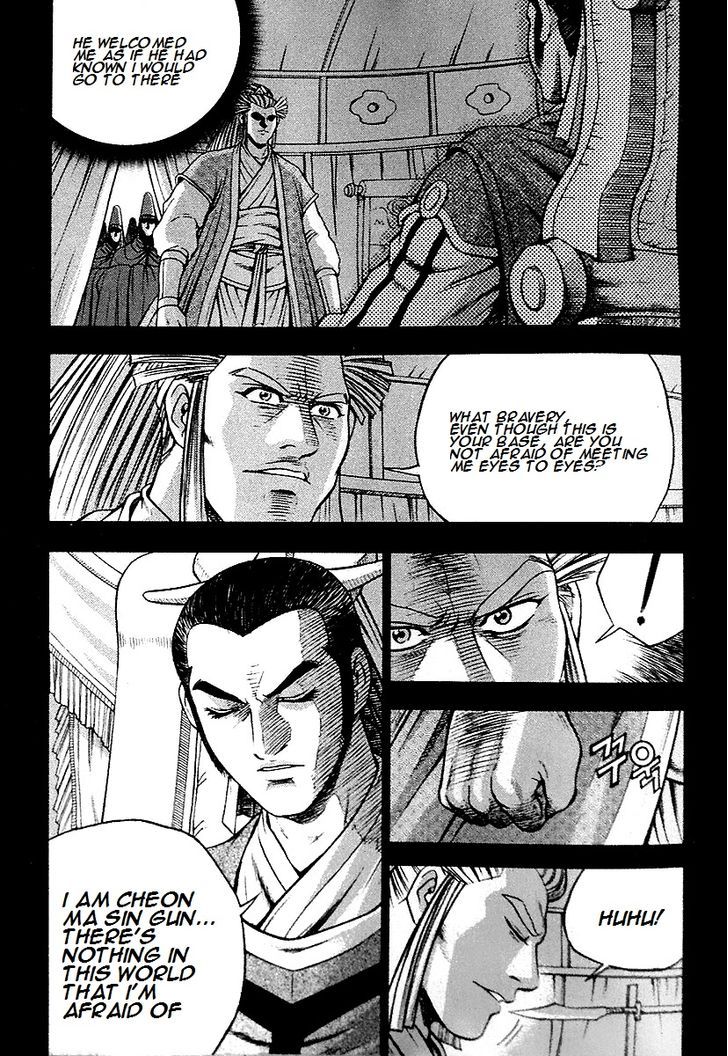 HE WELCOMED
ME AS IF HE HAD
KNOWN I WOULD
GO TO THERE
WHAT BRAVERY.
EVEN THOUGH THIS IS
YOUR BASE, ARE YOU
NOT AFRAID OF MEETING
ME EYES TO EYES?
!
I AM CHEON
MA SIN GUN...
THERE'S
NOTHING IN
THIS WORLD
THAT I'M
AFRAID OF
꾸욱
HUHU!